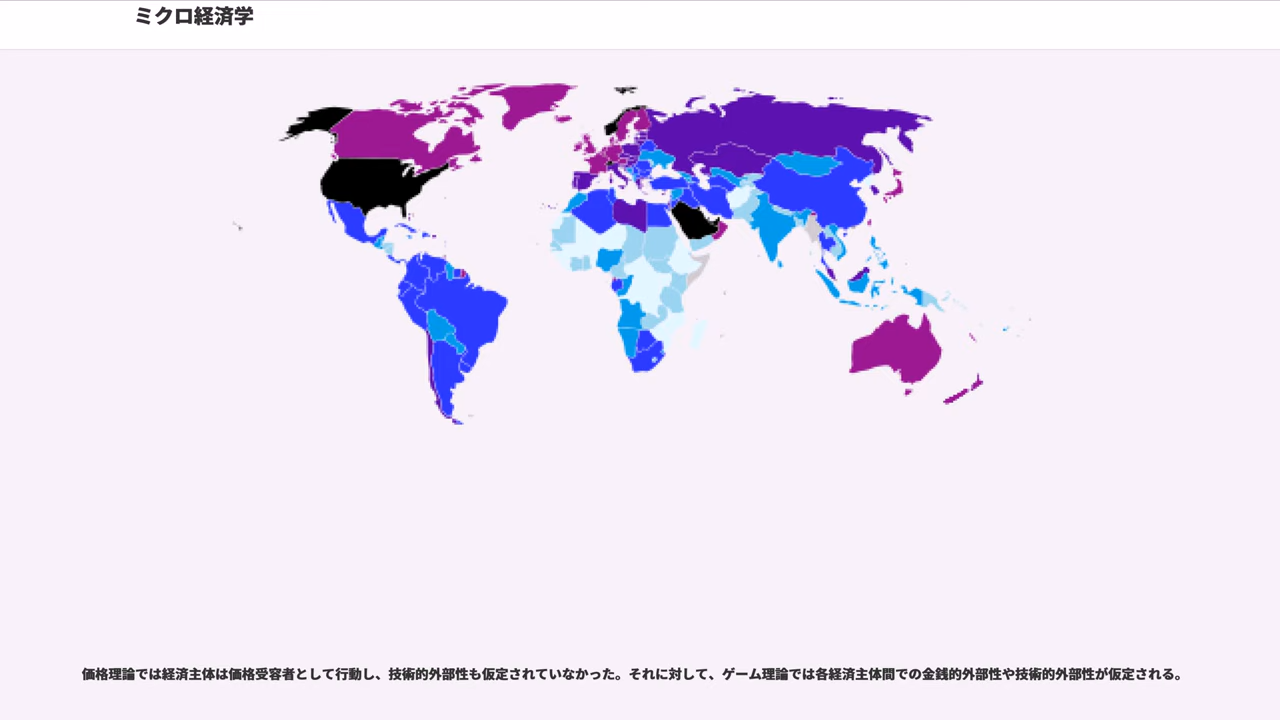 ミクロ経済学
価格理論では経済主体は価格受容者として行動し、技術的外部性も仮定されていなかった。それに対して、ゲーム理論では各経済主体間での金銭的外部性や技術的外部性が仮定される。